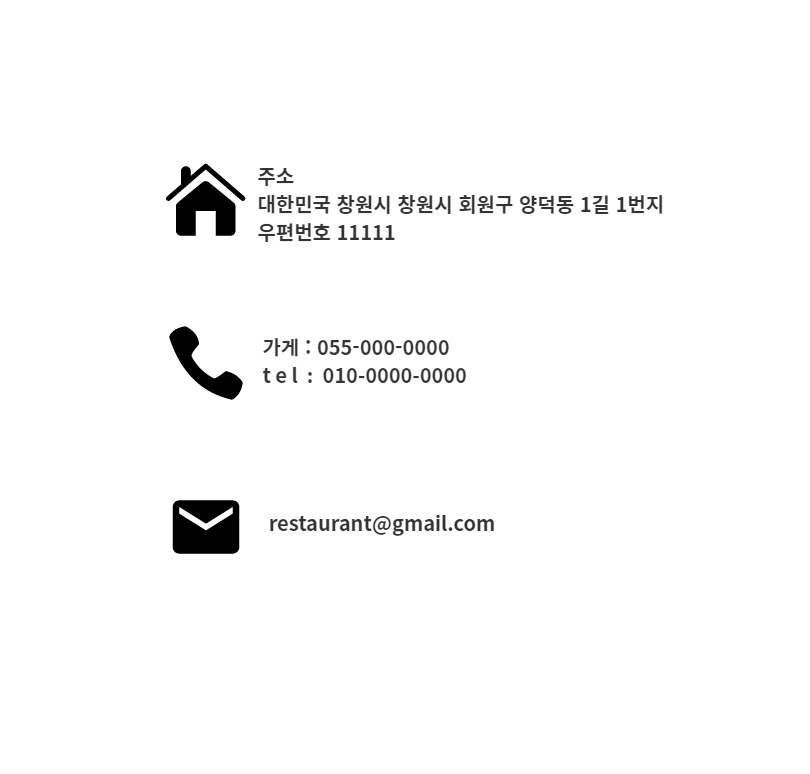 주소
대한민국 창원시 창원시 회원구 양덕동 1길 1번지
우편번호 11111
가게 : 055-000-0000
t e l : 010-0000-0000
restaurant@gmail.com